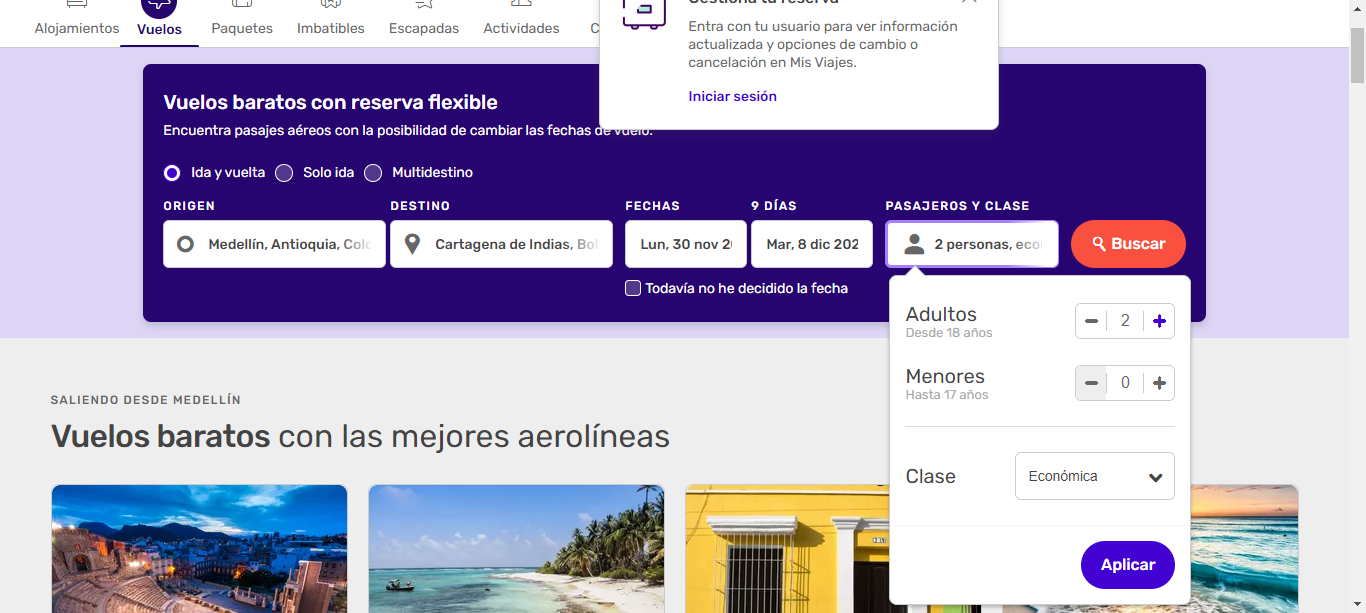 Alojamientos
Vuelos
Paquetes
Imbatibles
Escapadas
Actividades
Entra con tu usuario para ver información
actualizada y opciones de cambio o
cancelación en Mis Viajes.
Iniciar sesión
Vuelos baratos con reserva flexible
Encuentra pasajes aéreos con la posibilidad de cambiar las fechas de vuelo.
Ida y vuelta
Solo ida
Multidestino
ORIGEN
DESTINO
FECHAS
9 DÍAS
PASAJEROS Y CLASE
Medellín, Antioquia, Colo
Cartagena de Indias, Bol
Lun, 30 nov 2
Mar, 8 dic 202
2 personas, eco
Buscar
Todavía no he decidido la fecha
Adultos
Desde 18 años
2
Menores
Hasta 17 años
0
Clase
Económica
Aplicar
SALIENDO DESDE MEDELLÍN
Vuelos baratos con las mejores aerolíneas